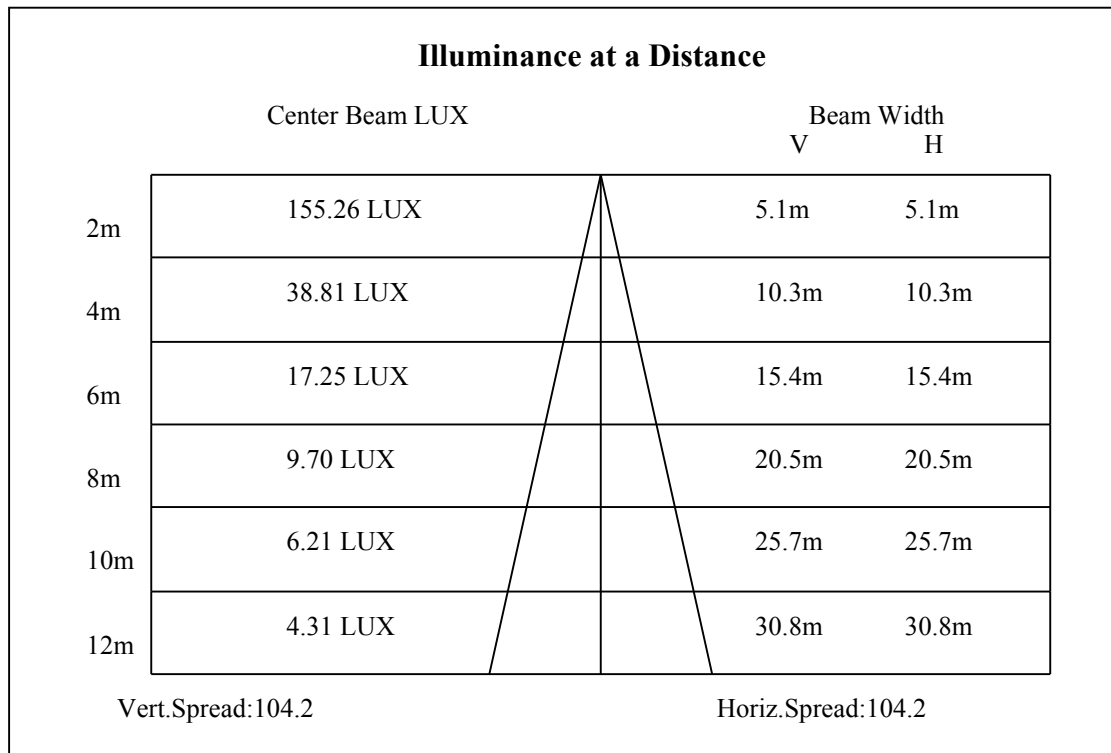 Illuminance at a Distance
Center Beam LUX Beam Width
V H
2m 155.26 LUX 5.1m 5.1m
4m 38.81 LUX 10.3m 10.3m
6m 17.25 LUX 15.4m 15.4m
8m 9.70 LUX 20.5m 20.5m
10m 6.21 LUX 25.7m 25.7m
12m 4.31 LUX 30.8m 30.8m
Vert.Spread:104.2 Horiz.Spread:104.2